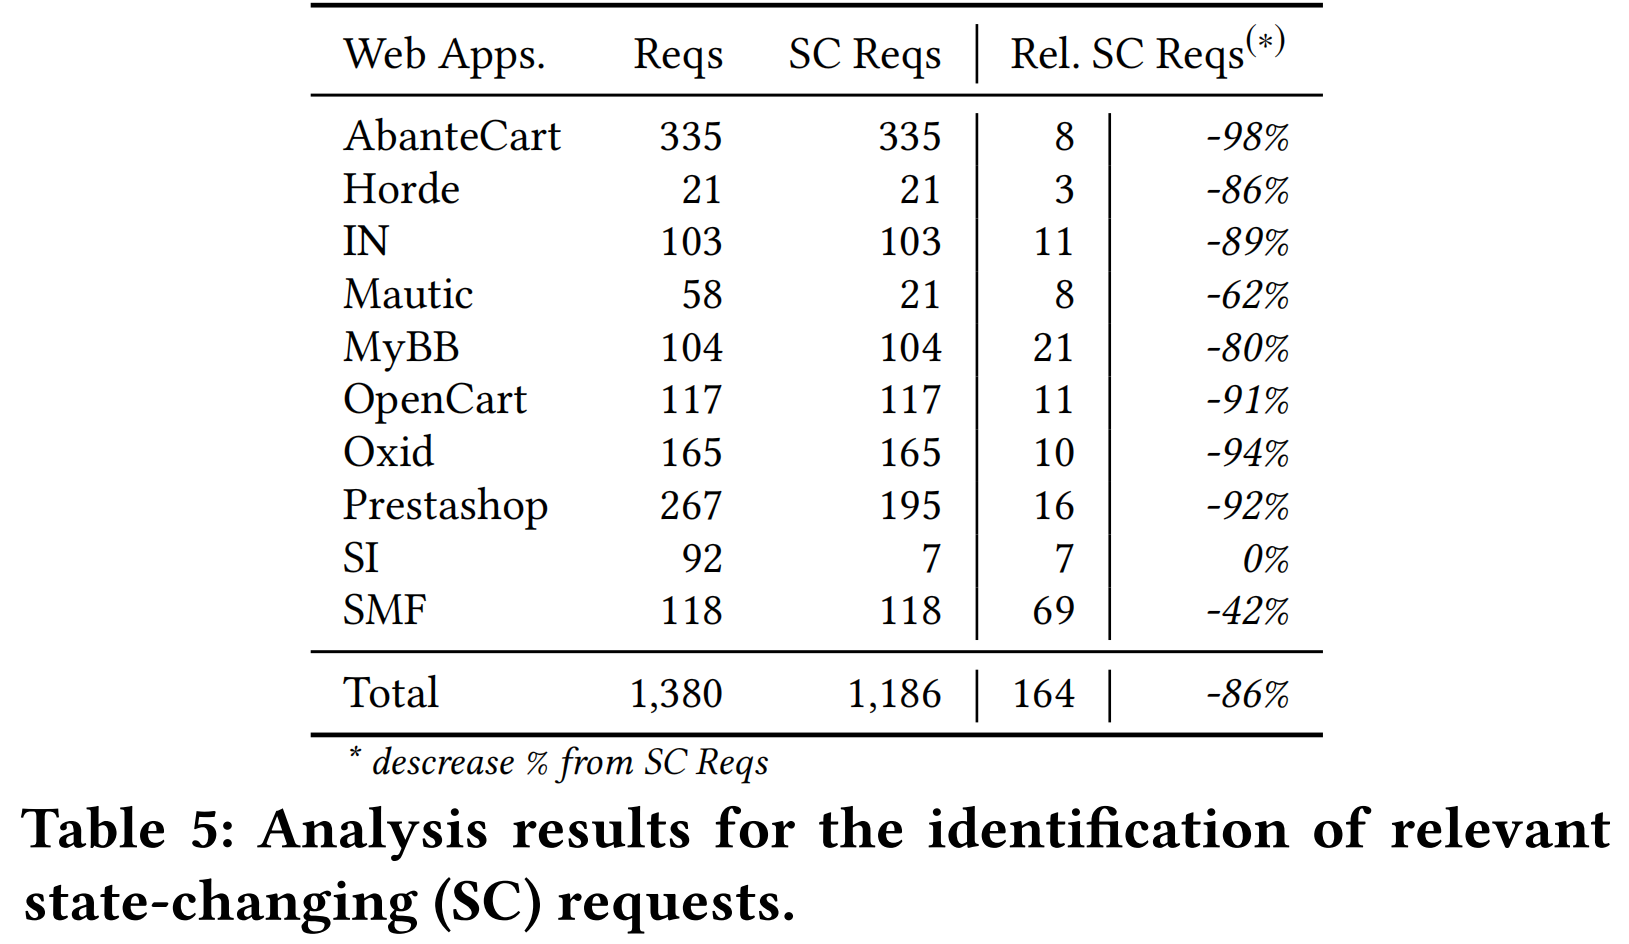 Web Apps. Reqs SC Reqs Rel. SC Reqs(*)
AbanteCart 335 335 8 -98%
Horde 21 21 3 -86%
IN 103 103 11 -89%
Mautic 58 21 8 -62%
MyBB 104 104 21 -80%
OpenCart 117 117 11 -91%
Oxid 165 165 10 -94%
Prestashop 267 195 16 -92%
SI 92 7 7 0%
SMF 118 118 69 -42%
Total 1,380 1,186 164 -86%
* descrease % from SC Reqs
Table 5: Analysis results for the identification of relevant
state-changing (SC) requests.